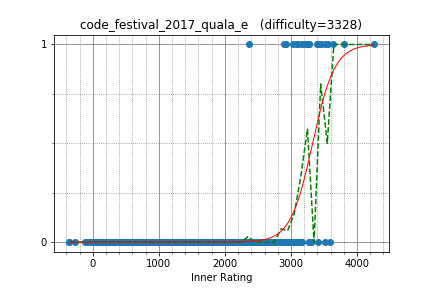 code_festival_2017_quala_e (difficulty=3328)
1
0
0 1000 2000 3000 4000
Inner Rating